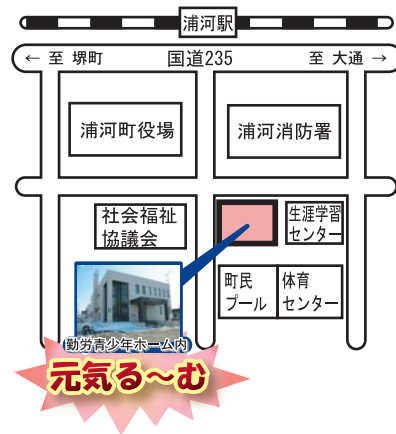 浦河駅
← 至 堺町
国道235
至 大通 →
浦河町役場
浦河消防署
社会福祉
協議会
生涯学習
センター
町民
プール
体育
センター
勤労青少年ホーム内
元気る～む